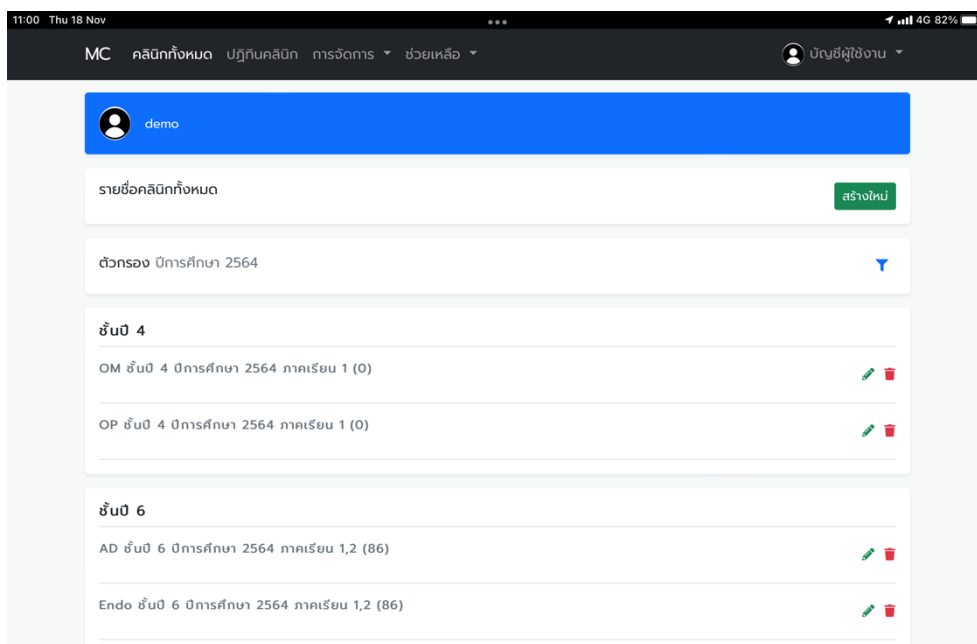 11:00 Thu 18 Nov 4G 82%
MC คลินิกทั้งหมด ปฏิทินคลินิก การจัดการ ช่วยเหลือ บัญชีผู้ใช้งาน
demo
รายชื่อคลินิกทั้งหมด สร้างใหม่
ตัวกรอง ปีการศึกษา 2564
ชั้นปี 4
OM ชั้นปี 4 ปีการศึกษา 2564 ภาคเรียน 1 (0)
OP ชั้นปี 4 ปีการศึกษา 2564 ภาคเรียน 1 (0)
ชั้นปี 6
AD ชั้นปี 6 ปีการศึกษา 2564 ภาคเรียน 1,2 (86)
Endo ชั้นปี 6 ปีการศึกษา 2564 ภาคเรียน 1,2 (86)